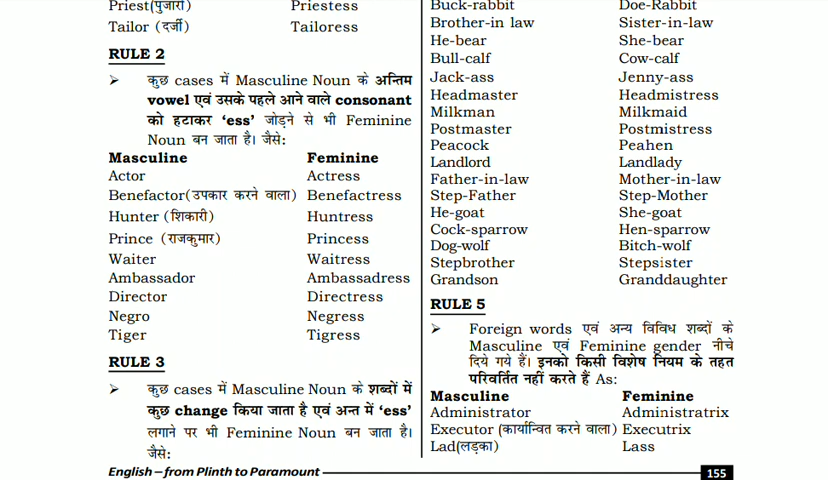 Priest(पुजारी) Priestess
Tailor (दर्जी) Tailoress
RULE 2
➢ कुछ cases में Masculine Noun के अन्तिम
vowel एवं उसके पहले आने वाले consonant
को हटाकर ‘ess’ जोड़ने से भी Feminine
Noun बन जाता है। जैसे:
Masculine Feminine
Actor Actress
Benefactor(उपकार करने वाला) Benefactress
Hunter (शिकारी) Huntress
Prince (राजकुमार) Princess
Waiter Waitress
Ambassador Ambassadress
Director Directress
Negro Negress
Tiger Tigress
RULE 3
➢ कुछ cases में Masculine Noun के शब्दों में
कुछ change किया जाता है एवं अन्त में ‘ess’
लगाने पर भी Feminine Noun बन जाता है।
जैसे:
Buck-rabbit Doe-Rabbit
Brother-in law Sister-in-law
He-bear She-bear
Bull-calf Cow-calf
Jack-ass Jenny-ass
Headmaster Headmistress
Milkman Milkmaid
Postmaster Postmistress
Peacock Peahen
Landlord Landlady
Father-in-law Mother-in-law
Step-Father Step-Mother
He-goat She-goat
Cock-sparrow Hen-sparrow
Dog-wolf Bitch-wolf
Stepbrother Stepsister
Grandson Granddaughter
RULE 5
➢ Foreign words एवं अन्य विविध शब्दों के
Masculine एवं Feminine gender नीचे
दिये गये हैं। इनको किसी विशेष नियम के तहत
परिवर्तित नहीं करते हैं As:
Masculine Feminine
Administrator Administratrix
Executor (कार्यान्वित करने वाला) Executrix
Lad(लड़का) Lass
English – from Plinth to Paramount 155